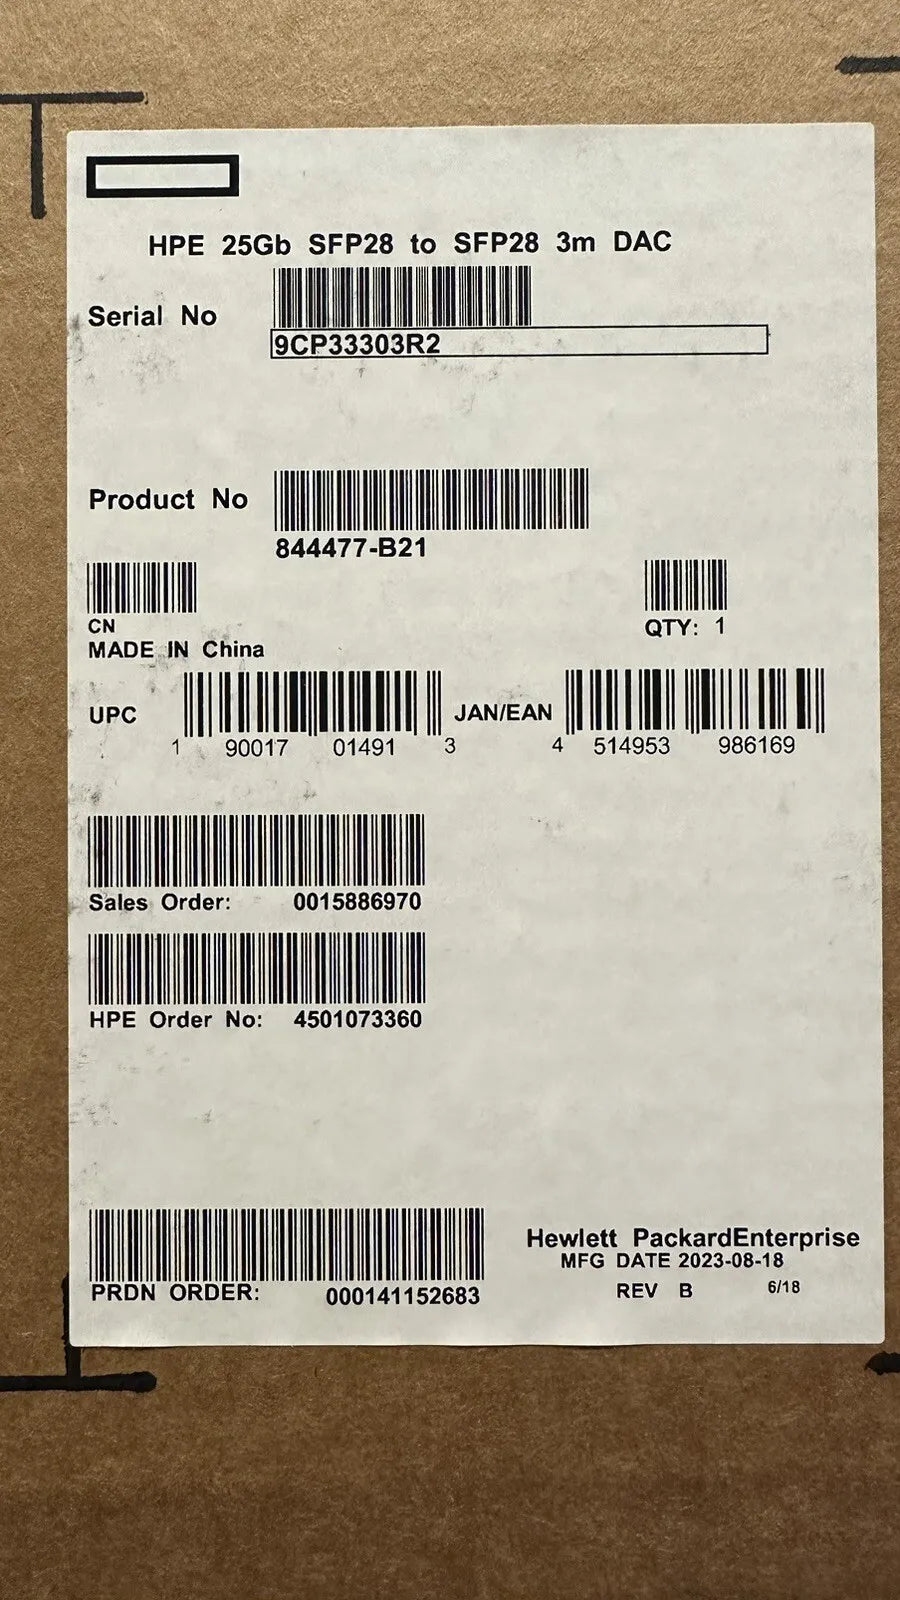 HPE 25Gb SFP28 to SFP28 3m DAC
Serial No
9CP33303R2
Product No
844477-B21
CN
QTY: 1
MADE IN China
UPC 1 90017 01491 3 JAN/EAN 4 514953 986169
Sales Order: 0015886970
HPE Order No: 4501073360
Hewlett PackardEnterprise
MFG DATE 2023-08-18
PRDN ORDER: 000141152683
REV B 6/18